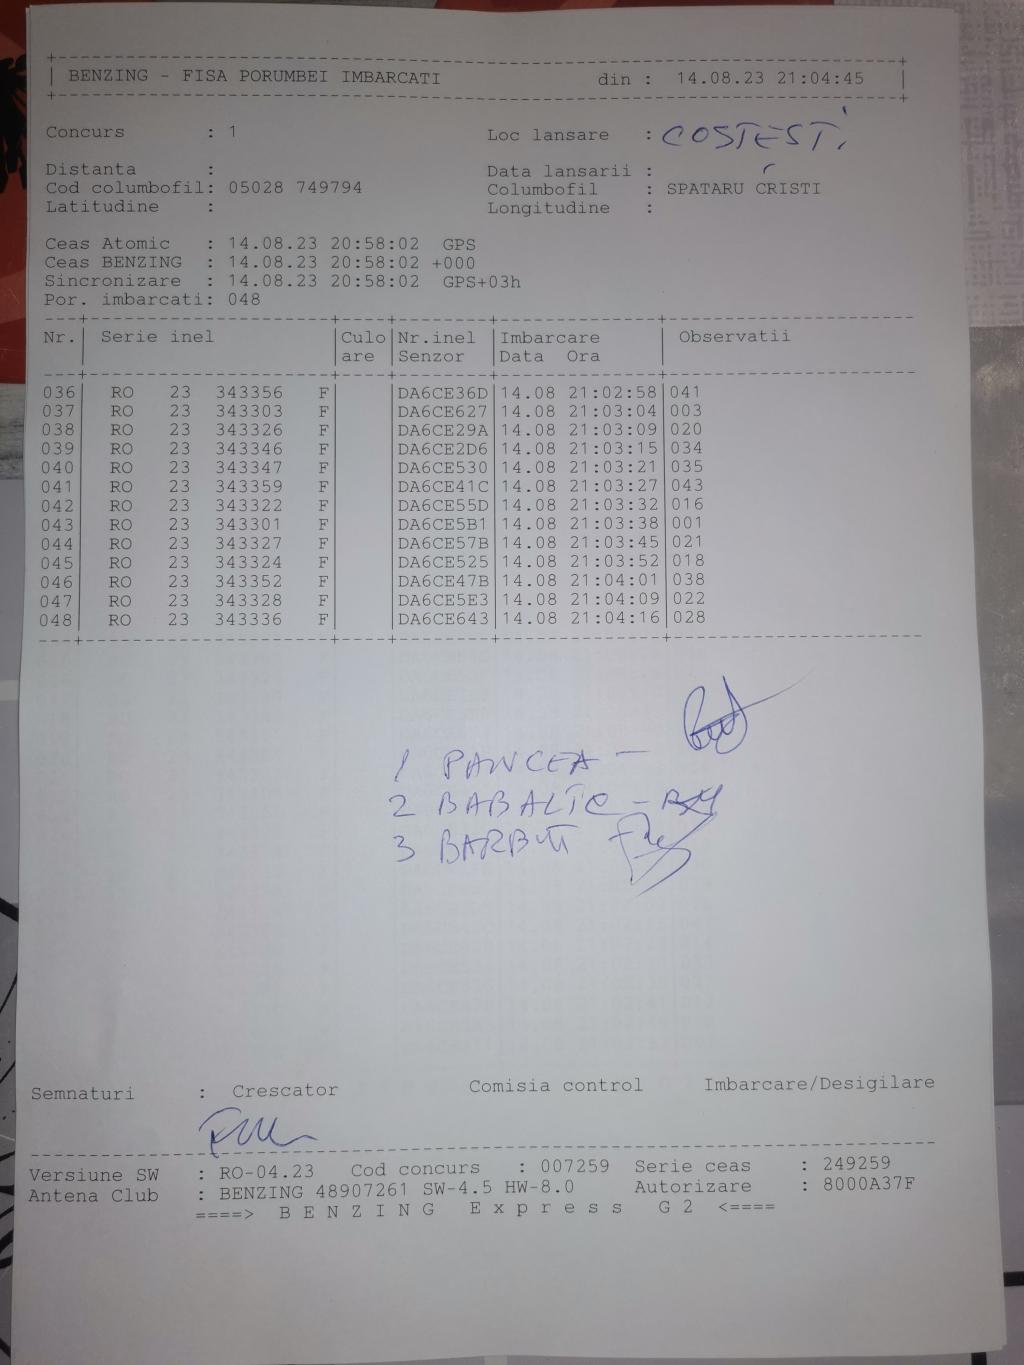 BENZING - FISA PORUMBEI IMBARCATI din : 14.08.23 21:04:45
Concurs : 1 Loc lansare : COSTESTI
Distanta : Data lansarii :
Cod columbofil: 05028 749794 Columbofil : SPATARU CRISTI
Latitudine : Longitudine :
Ceas Atomic : 14.08.23 20:58:02 GPS
Ceas BENZING : 14.08.23 20:58:02 +000
Sincronizare : 14.08.23 20:58:02 GPS+03h
Por. imbarcati: 048
Nr. Serie inel Culo Nr.inel Imbarcare Observatii
are Senzor Data Ora
036 RO 23 343356 F DA6CE36D 14.08 21:02:58 041
037 RO 23 343303 F DA6CE627 14.08 21:03:04 003
038 RO 23 343326 F DA6CE29A 14.08 21:03:09 020
039 RO 23 343346 F DA6CE2D6 14.08 21:03:15 034
040 RO 23 343347 F DA6CE530 14.08 21:03:21 035
041 RO 23 343359 F DA6CE41C 14.08 21:03:27 043
042 RO 23 343322 F DA6CE55D 14.08 21:03:32 016
043 RO 23 343301 F DA6CE5B1 14.08 21:03:38 001
044 RO 23 343327 F DA6CE57B 14.08 21:03:45 021
045 RO 23 343324 F DA6CE525 14.08 21:03:52 018
046 RO 23 343352 F DA6CE47B 14.08 21:04:01 038
047 RO 23 343328 F DA6CE5E3 14.08 21:04:09 022
048 RO 23 343336 F DA6CE643 14.08 21:04:16 028
1 PANCEA -
2 BABALTC -
3 BARBUTI
Semnaturi : Crescator Comisia control Imbarcare/Desigilare
Versiune SW : RO-04.23 Cod concurs : 007259 Serie ceas : 249259
Antena Club : BENZING 48907261 SW-4.5 HW-8.0 Autorizare : 8000A37F
====> B E N Z I N G E x p r e s s G 2 <====